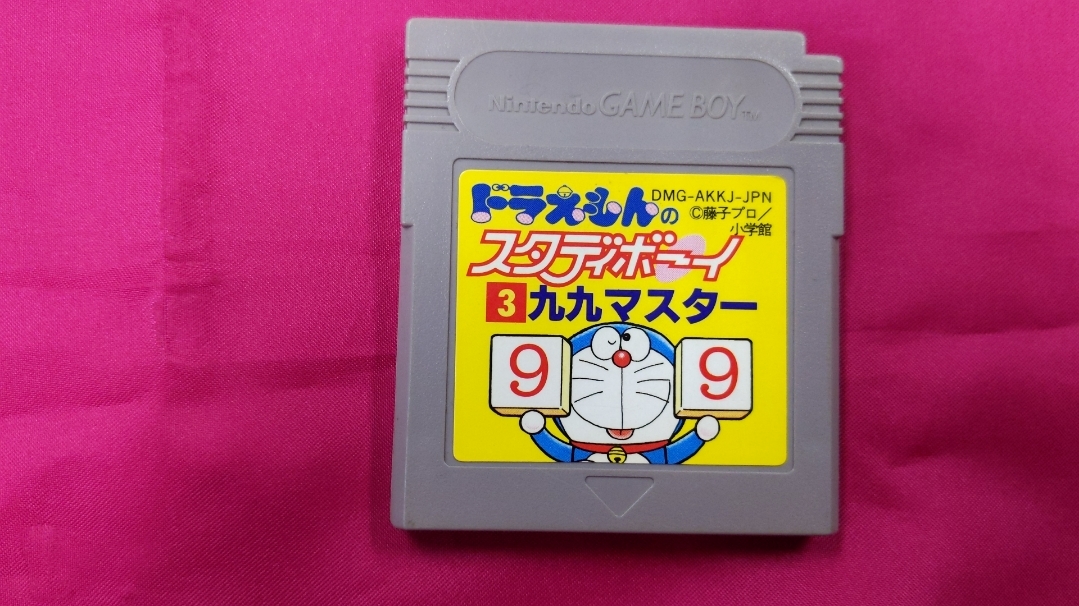 Nintendo GAME BOY™
ドラえもんの
DMG-AKKJ-JPN
©藤子プロ／
小学館
スタディボーイ
3 九九マスター
9 9